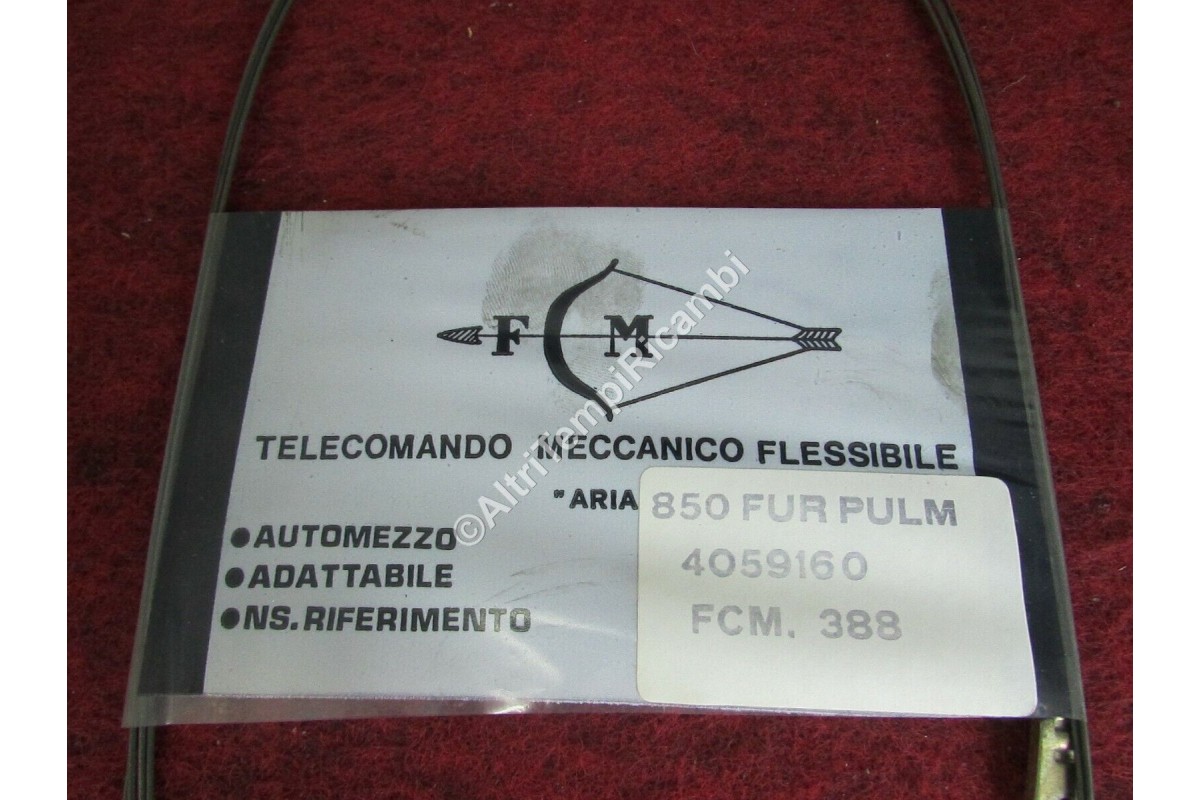 F C M
TELECOMANDO MECCANICO FLESSIBILE
"ARIA
850 FUR PULM
4059160
FCM. 388
●AUTOMEZZO
●ADATTABILE
●NS.RIFERIMENTO
©AltriTempiRicambi